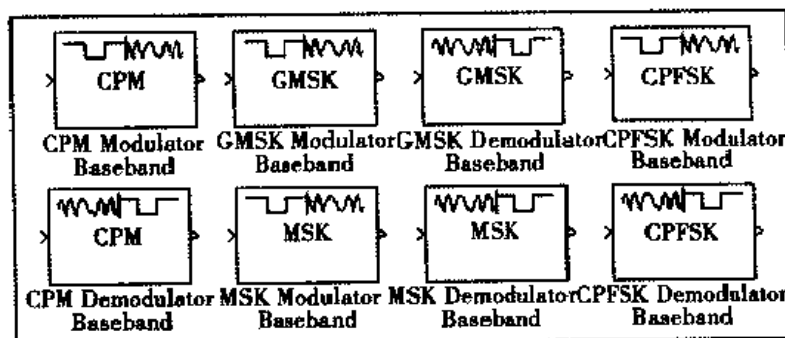 CPM GMSK GMSK CPFSK
CPM Modulator GMSK Modulator GMSK Demodulator CPFSK Modulator
Baseband Baseband Baseband Baseband
CPM MSK MSK CPFSK
CPM Demodulator MSK Modulator MSK Demodulator CPFSK Demodulator
Baseband Baseband Baseband Baseband